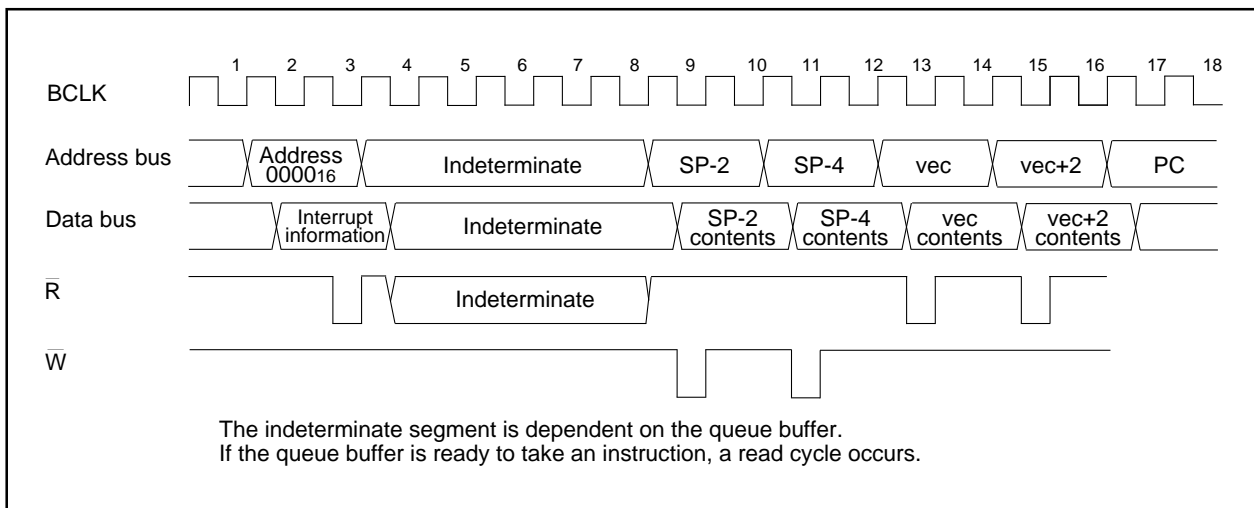 1 2 3 4 5 6 7 8 9 10 11 12 13 14 15 16 17 18
BCLK
Address bus
Address
0000₁₆
Indeterminate
SP-2
SP-4
vec
vec+2
PC
Data bus
Interrupt
information
Indeterminate
SP-2
contents
SP-4
contents
vec
contents
vec+2
contents
R̅
Indeterminate
W̅
The indeterminate segment is dependent on the queue buffer.
If the queue buffer is ready to take an instruction, a read cycle occurs.